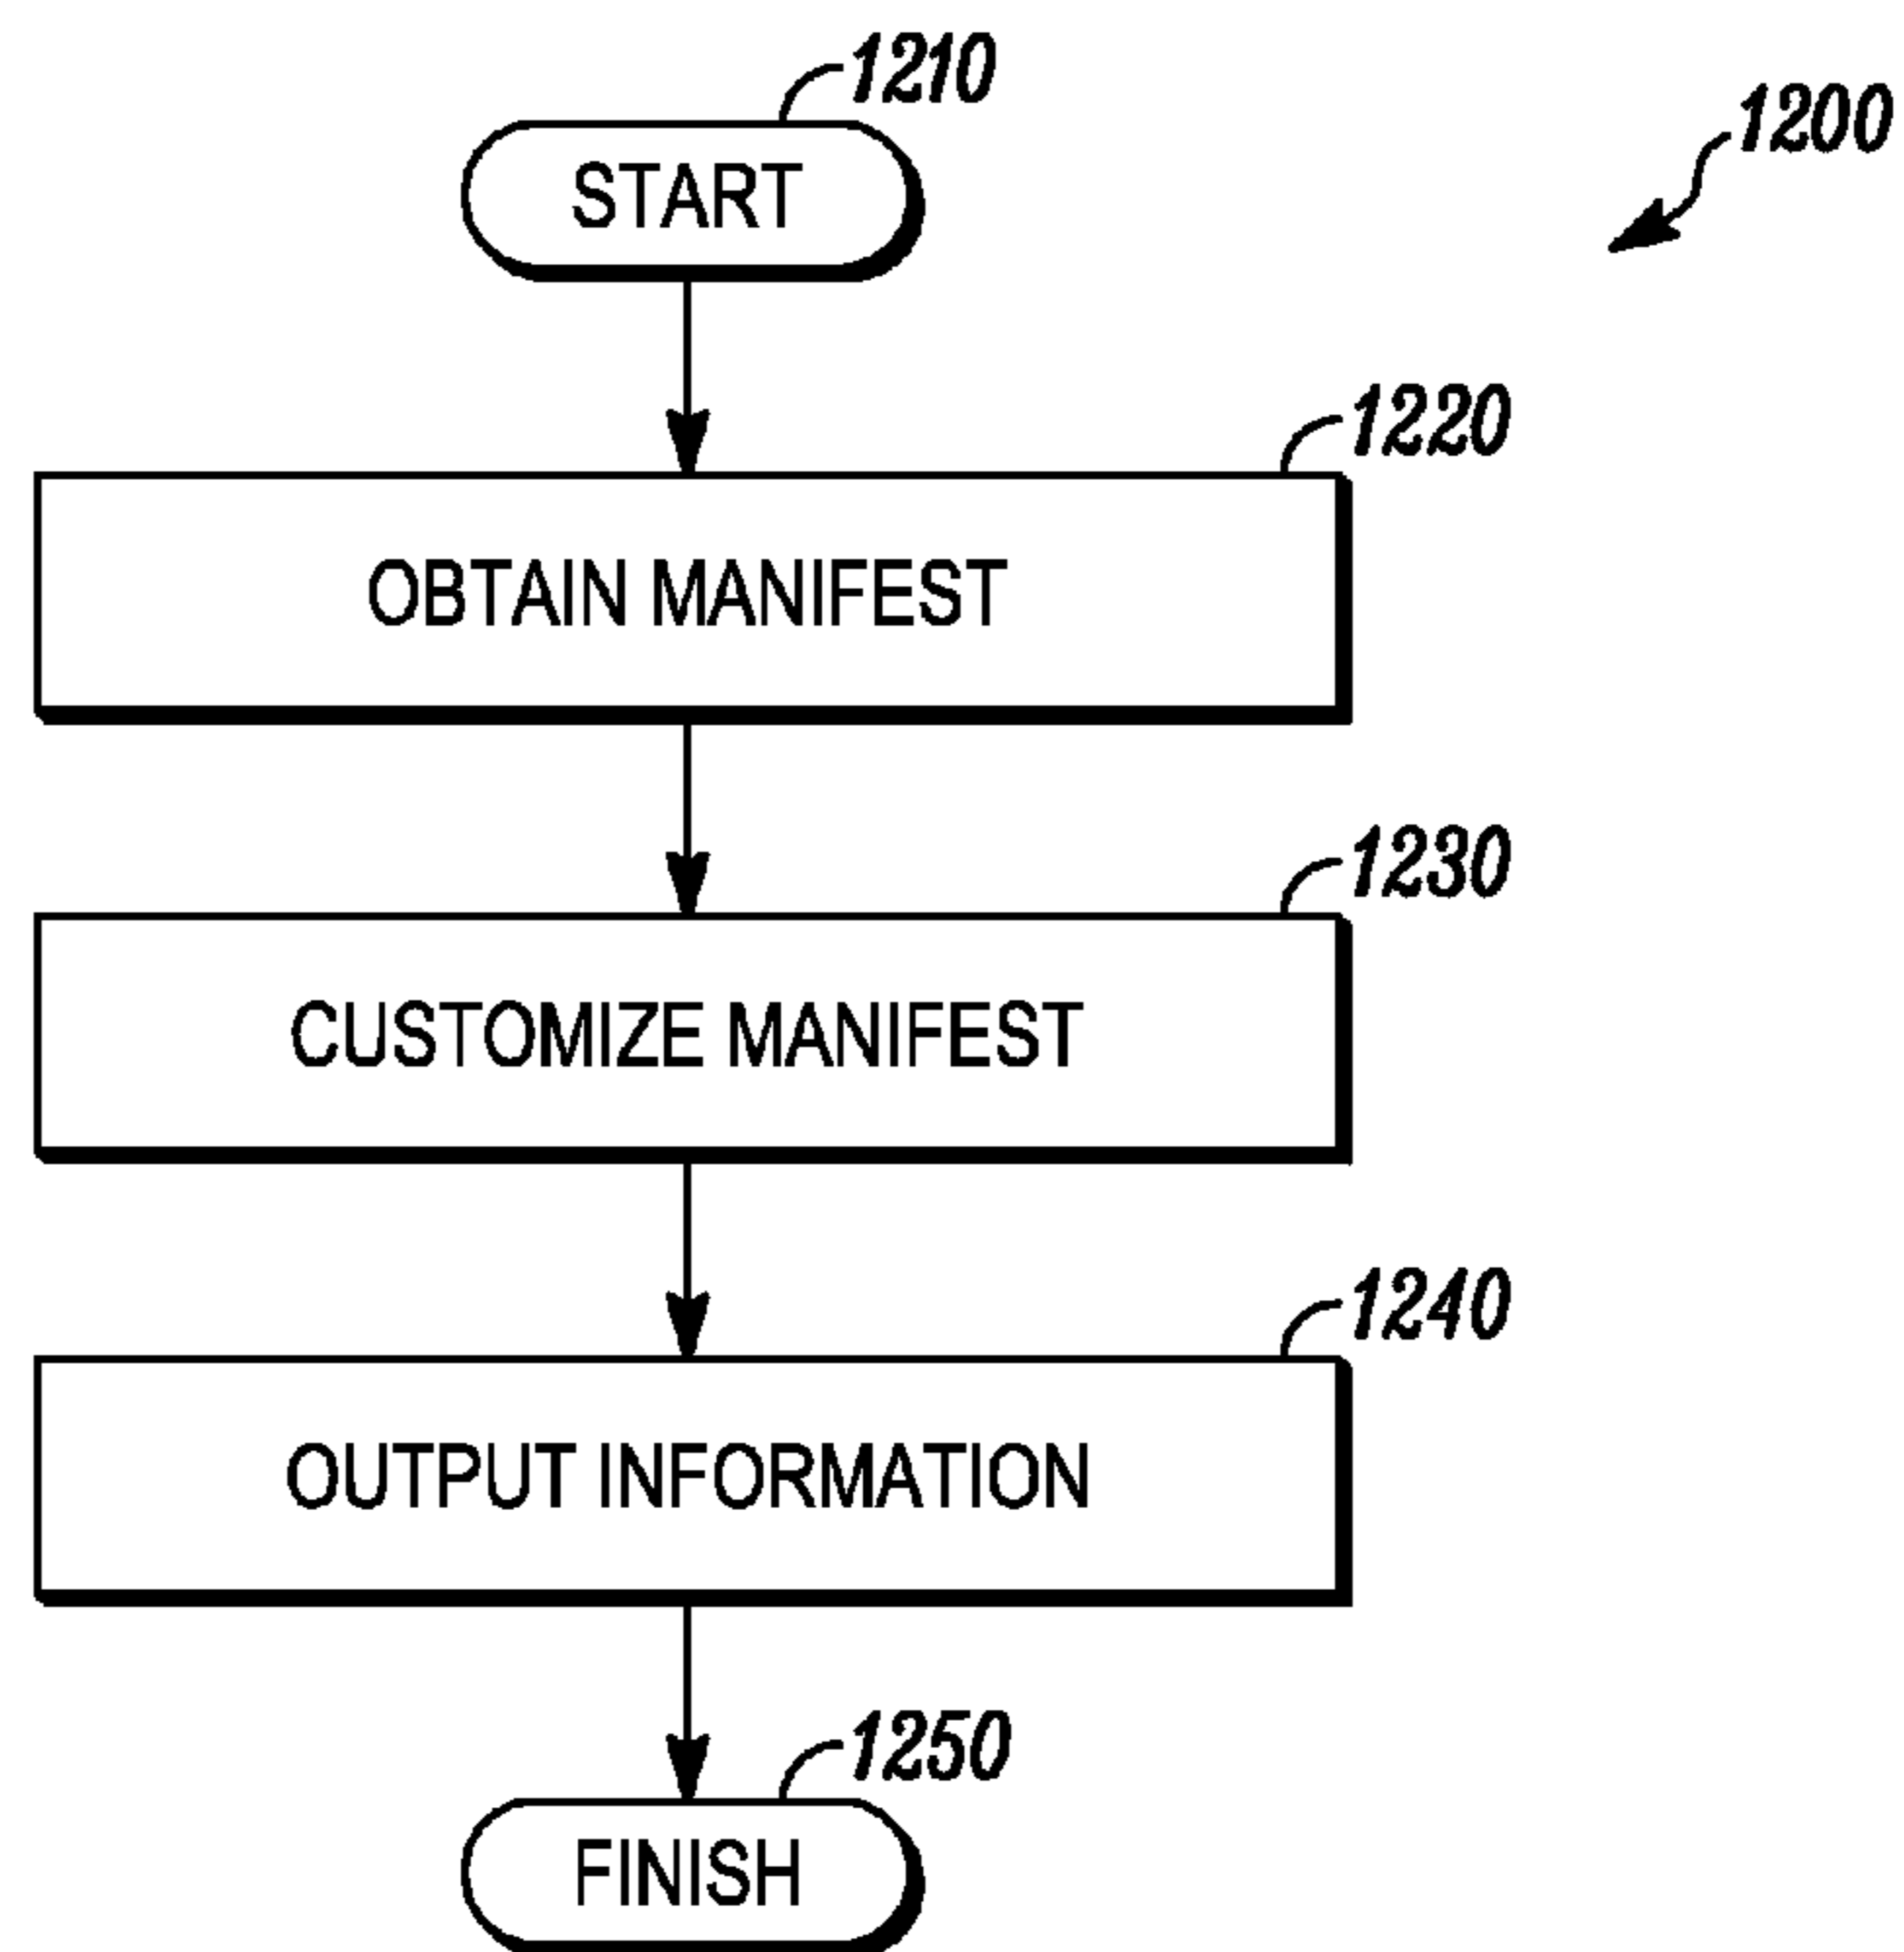 1210
1200
START
1220
OBTAIN MANIFEST
1230
CUSTOMIZE MANIFEST
1240
OUTPUT INFORMATION
1250
FINISH